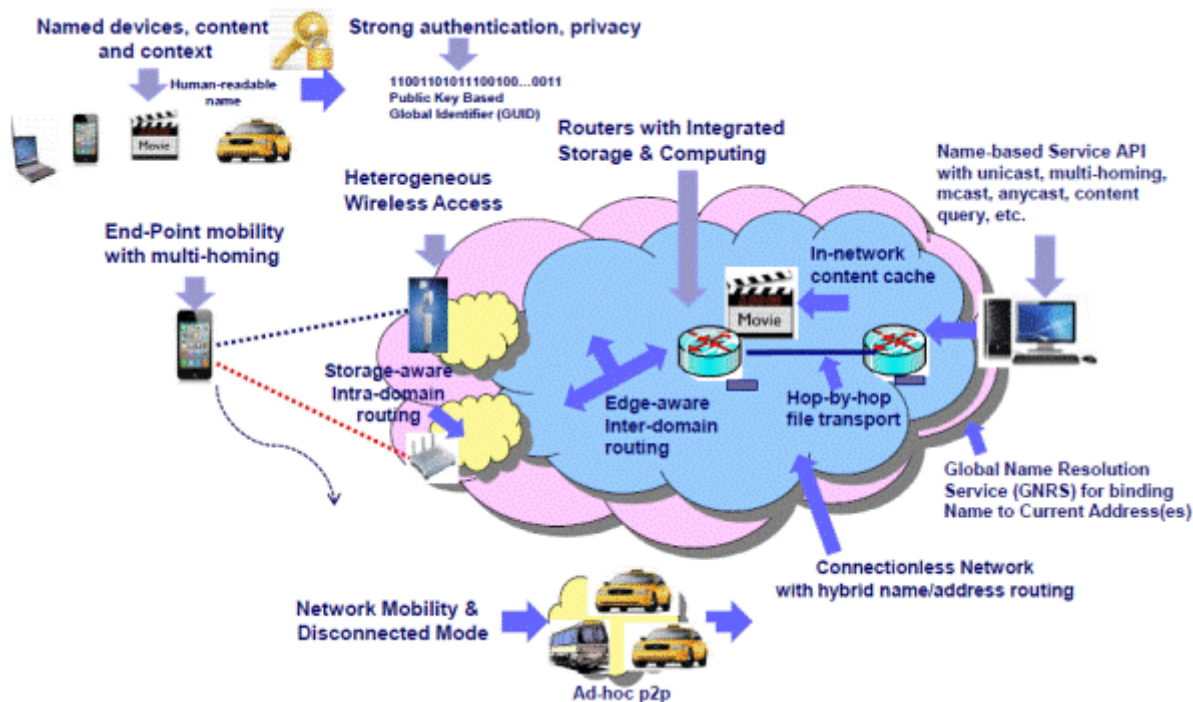 Named devices, content
and context
Human-readable
name
Movie
Strong authentication, privacy
11001101011100100...0011
Public Key Based
Global Identifier (GUID)
Routers with Integrated
Storage & Computing
Name-based Service API
with unicast, multi-homing,
mcast, anycast, content
query, etc.
Heterogeneous
Wireless Access
End-Point mobility
with multi-homing
In-network
content cache
Movie
Storage-aware
Intra-domain
routing
Edge-aware
Inter-domain
routing
Hop-by-hop
file transport
Global Name Resolution
Service (GNRS) for binding
Name to Current Address(es)
Connectionless Network
with hybrid name/address routing
Network Mobility &
Disconnected Mode
Ad-hoc p2p